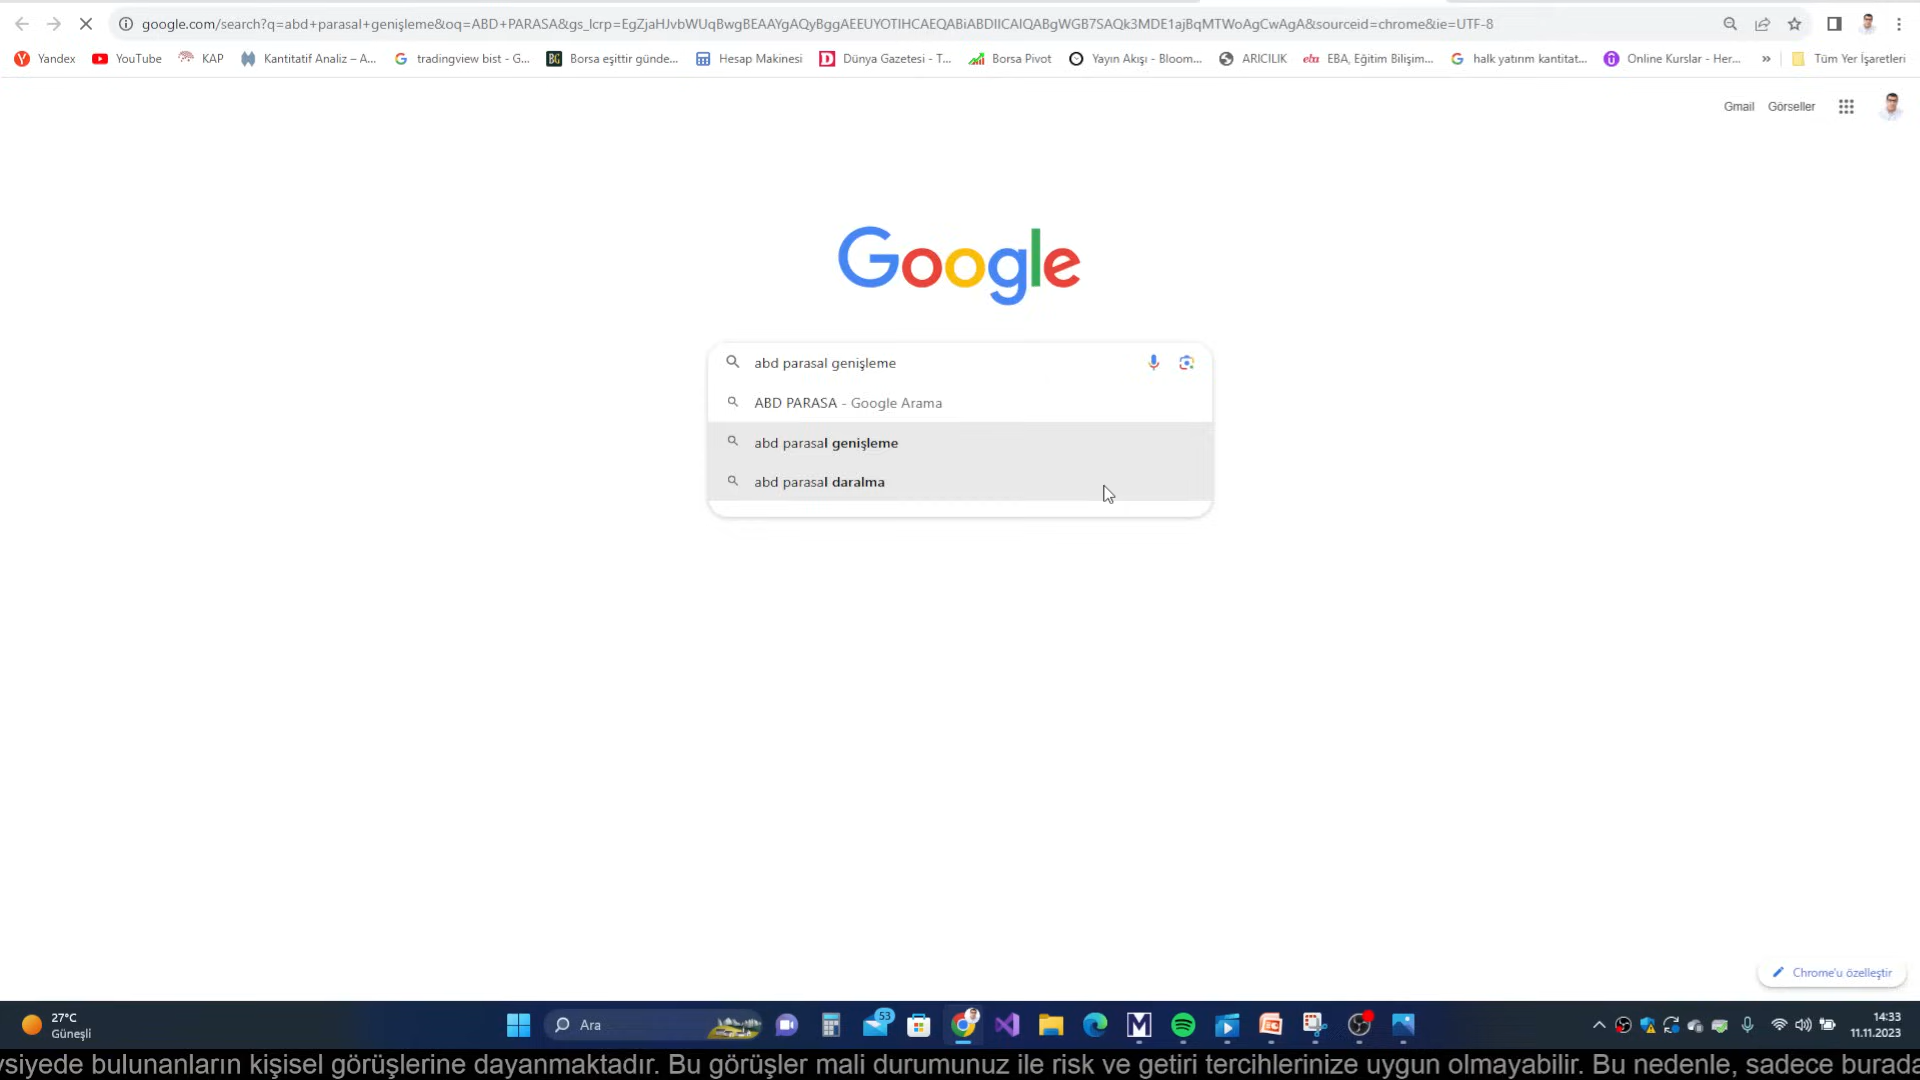 google.com/search?q=abd+parasal+genişleme&oq=ABD+PARASA&gs_lcrp=EgZjaHJvbWUqBwgBEAAYgAQyBggAEEUYOTIHCAEQABiABDIICAIQABgWGB7SAQk3MDE1ajBqMTWoAgCwAgA&sourceid=chrome&ie=UTF-8
Yandex YouTube KAP Kantitatif Analiz – A... tradingview bist - G... Borsa eşittir günde... Hesap Makinesi Dünya Gazetesi - T... Borsa Pivot Yayın Akışı - Bloom... ARICILIK EBA, Eğitim Bilişim... halk yatırım kantitat... Online Kurslar - Her... » Tüm Yer İşaretleri
Gmail Görseller
Google
abd parasal genişleme
ABD PARASA - Google Arama
abd parasal genişleme
abd parasal daralma
Chrome'u özelleştir
27°C
Güneşli
Ara
53
14:33
11.11.2023
vsiyede bulunanların kişisel görüşlerine dayanmaktadır. Bu görüşler mali durumunuz ile risk ve getiri tercihlerinize uygun olmayabilir. Bu nedenle, sadece burada